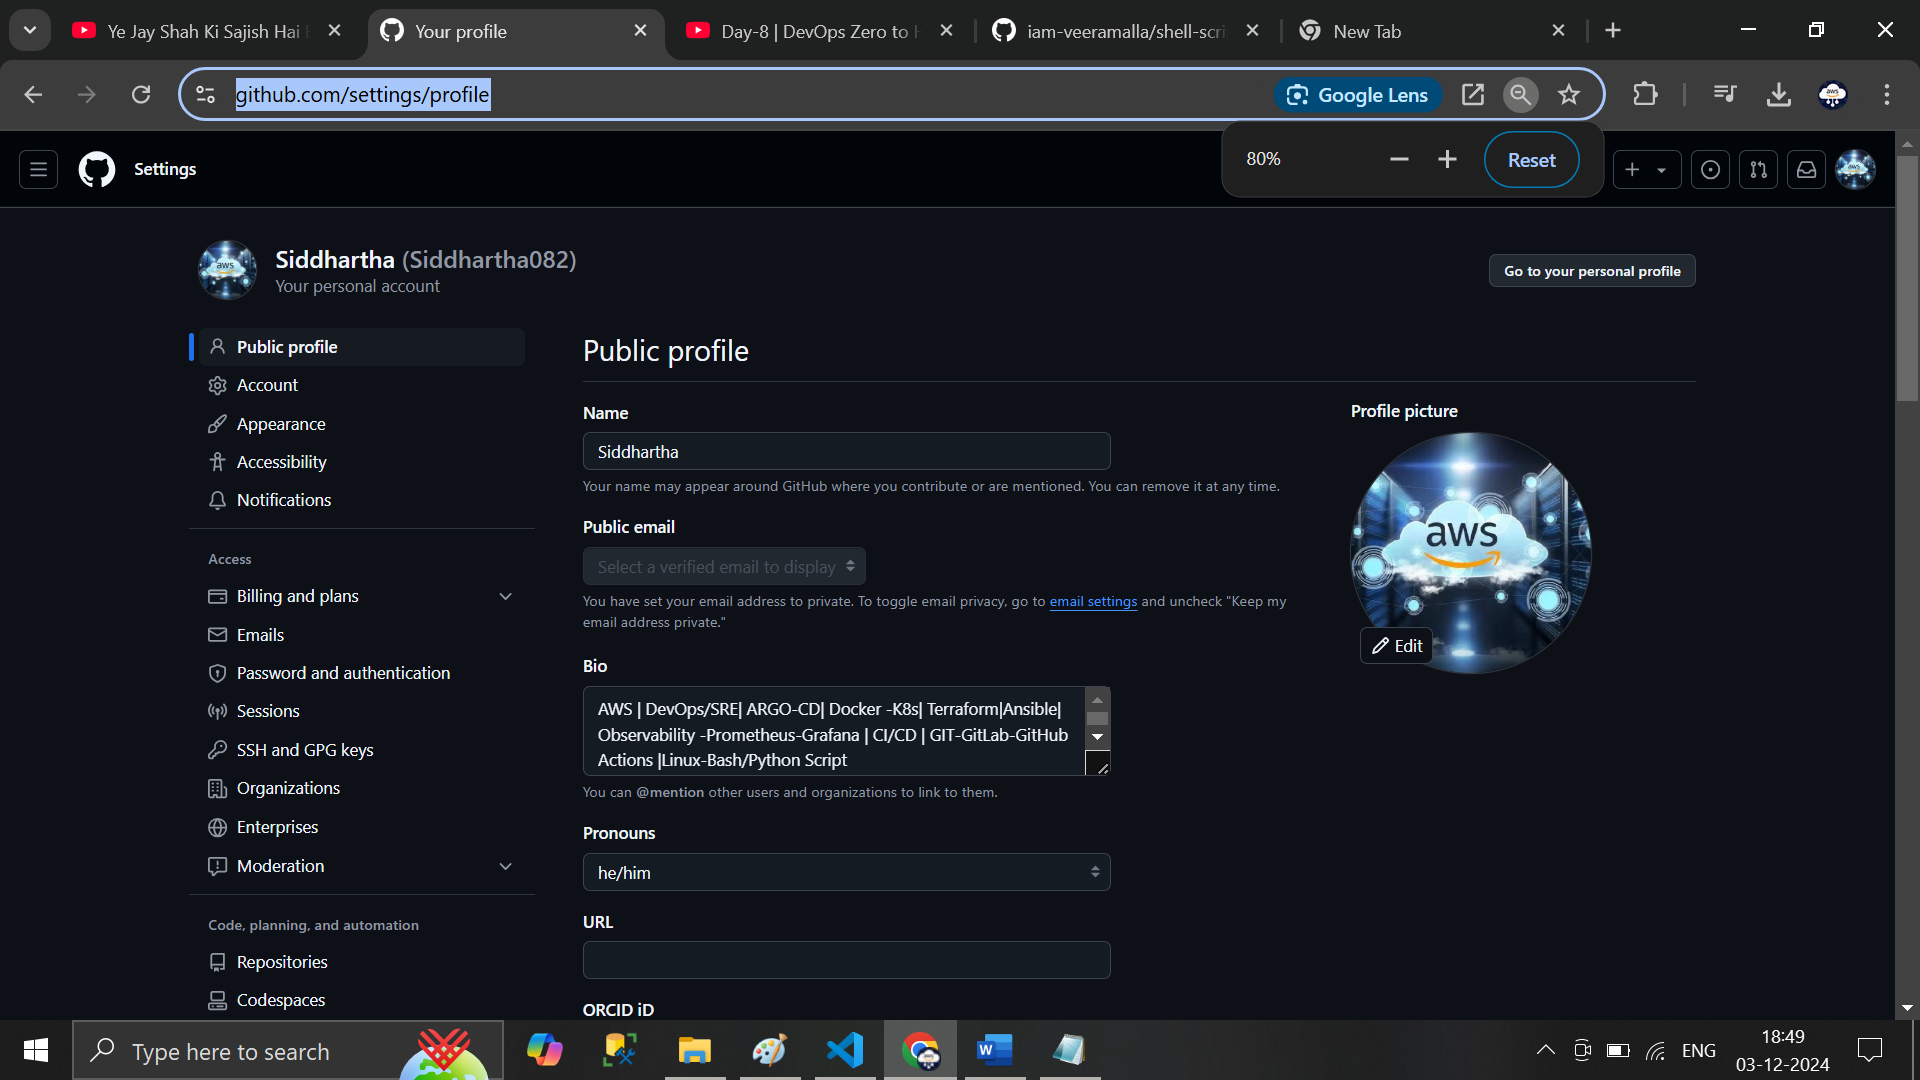 Ye Jay Shah Ki Sajish Hai
Your profile
Day-8 | DevOps Zero to
iam-veeramalla/shell-scri
New Tab
github.com/settings/profile
Google Lens
80%
Reset
Settings
Siddhartha (Siddhartha082)
Your personal account
Go to your personal profile
Public profile
Account
Appearance
Accessibility
Notifications
Access
Billing and plans
Emails
Password and authentication
Sessions
SSH and GPG keys
Organizations
Enterprises
Moderation
Code, planning, and automation
Repositories
Codespaces
Public profile
Name
Siddhartha
Your name may appear around GitHub where you contribute or are mentioned. You can remove it at any time.
Public email
Select a verified email to display
You have set your email address to private. To toggle email privacy, go to email settings and uncheck "Keep my
email address private."
Bio
AWS | DevOps/SRE| ARGO-CD| Docker -K8s| Terraform|Ansible|
Observability -Prometheus-Grafana | CI/CD | GIT-GitLab-GitHub
Actions |Linux-Bash/Python Script
You can @mention other users and organizations to link to them.
Pronouns
he/him
URL
ORCID iD
Profile picture
aws
Edit
Type here to search
ENG
18:49
03-12-2024